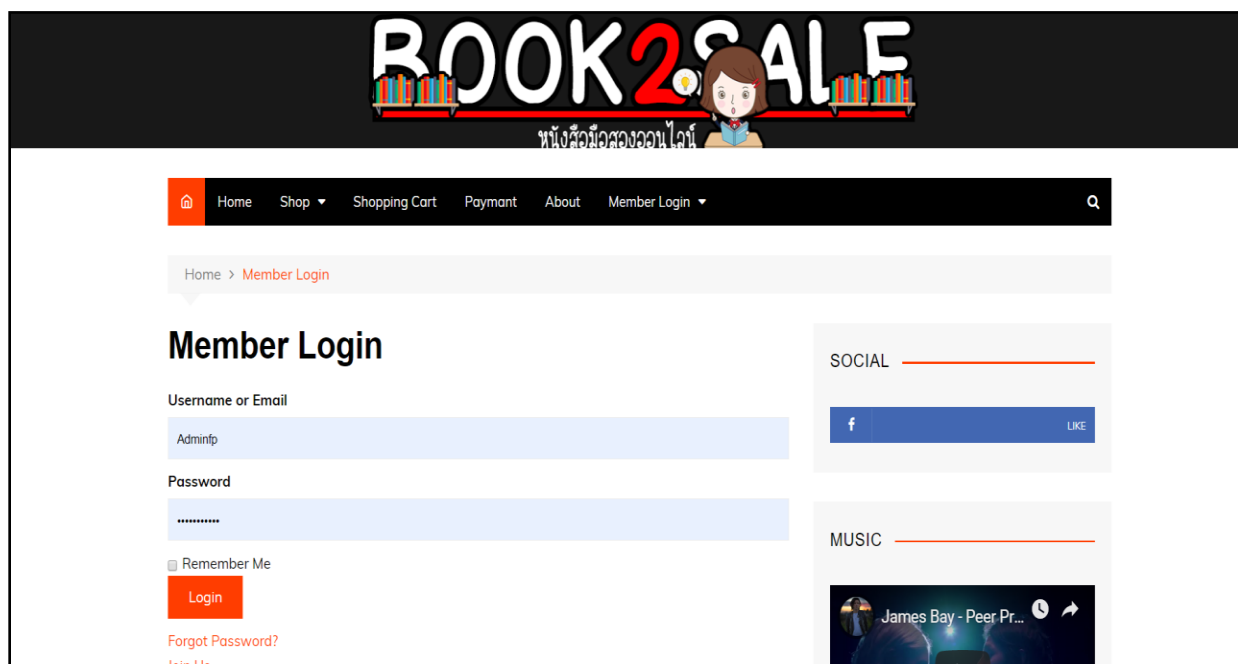 BOOK2SALE
หนังสือมือสองออนไลน์
Home Shop Shopping Cart Paymant About Member Login
Home > Member Login
Member Login
Username or Email
Adminfp
Password
•••••••••••
Remember Me
Login
Forgot Password?
Join Us
SOCIAL
f LIKE
MUSIC
James Bay - Peer Pr...